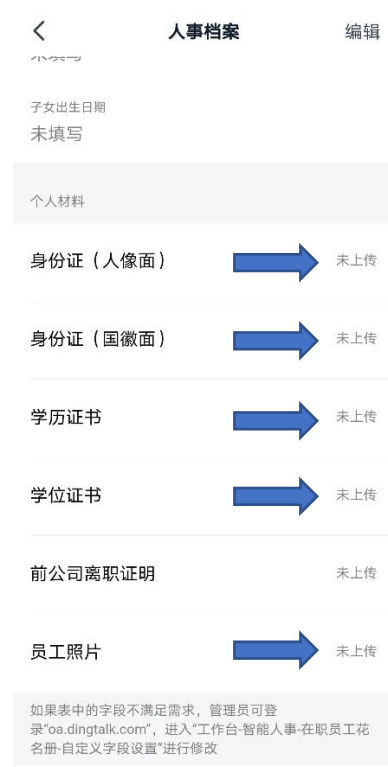 人事档案
编辑
子女出生日期
未填写
个人材料
身份证（人像面）
未上传
身份证（国徽面）
未上传
学历证书
未上传
学位证书
未上传
前公司离职证明
未上传
员工照片
未上传
如果表中的字段不满足需求，管理员可登
录“oa.dingtalk.com”，进入“工作台-智能人事-在职员工花
名册-自定义字段设置”进行修改